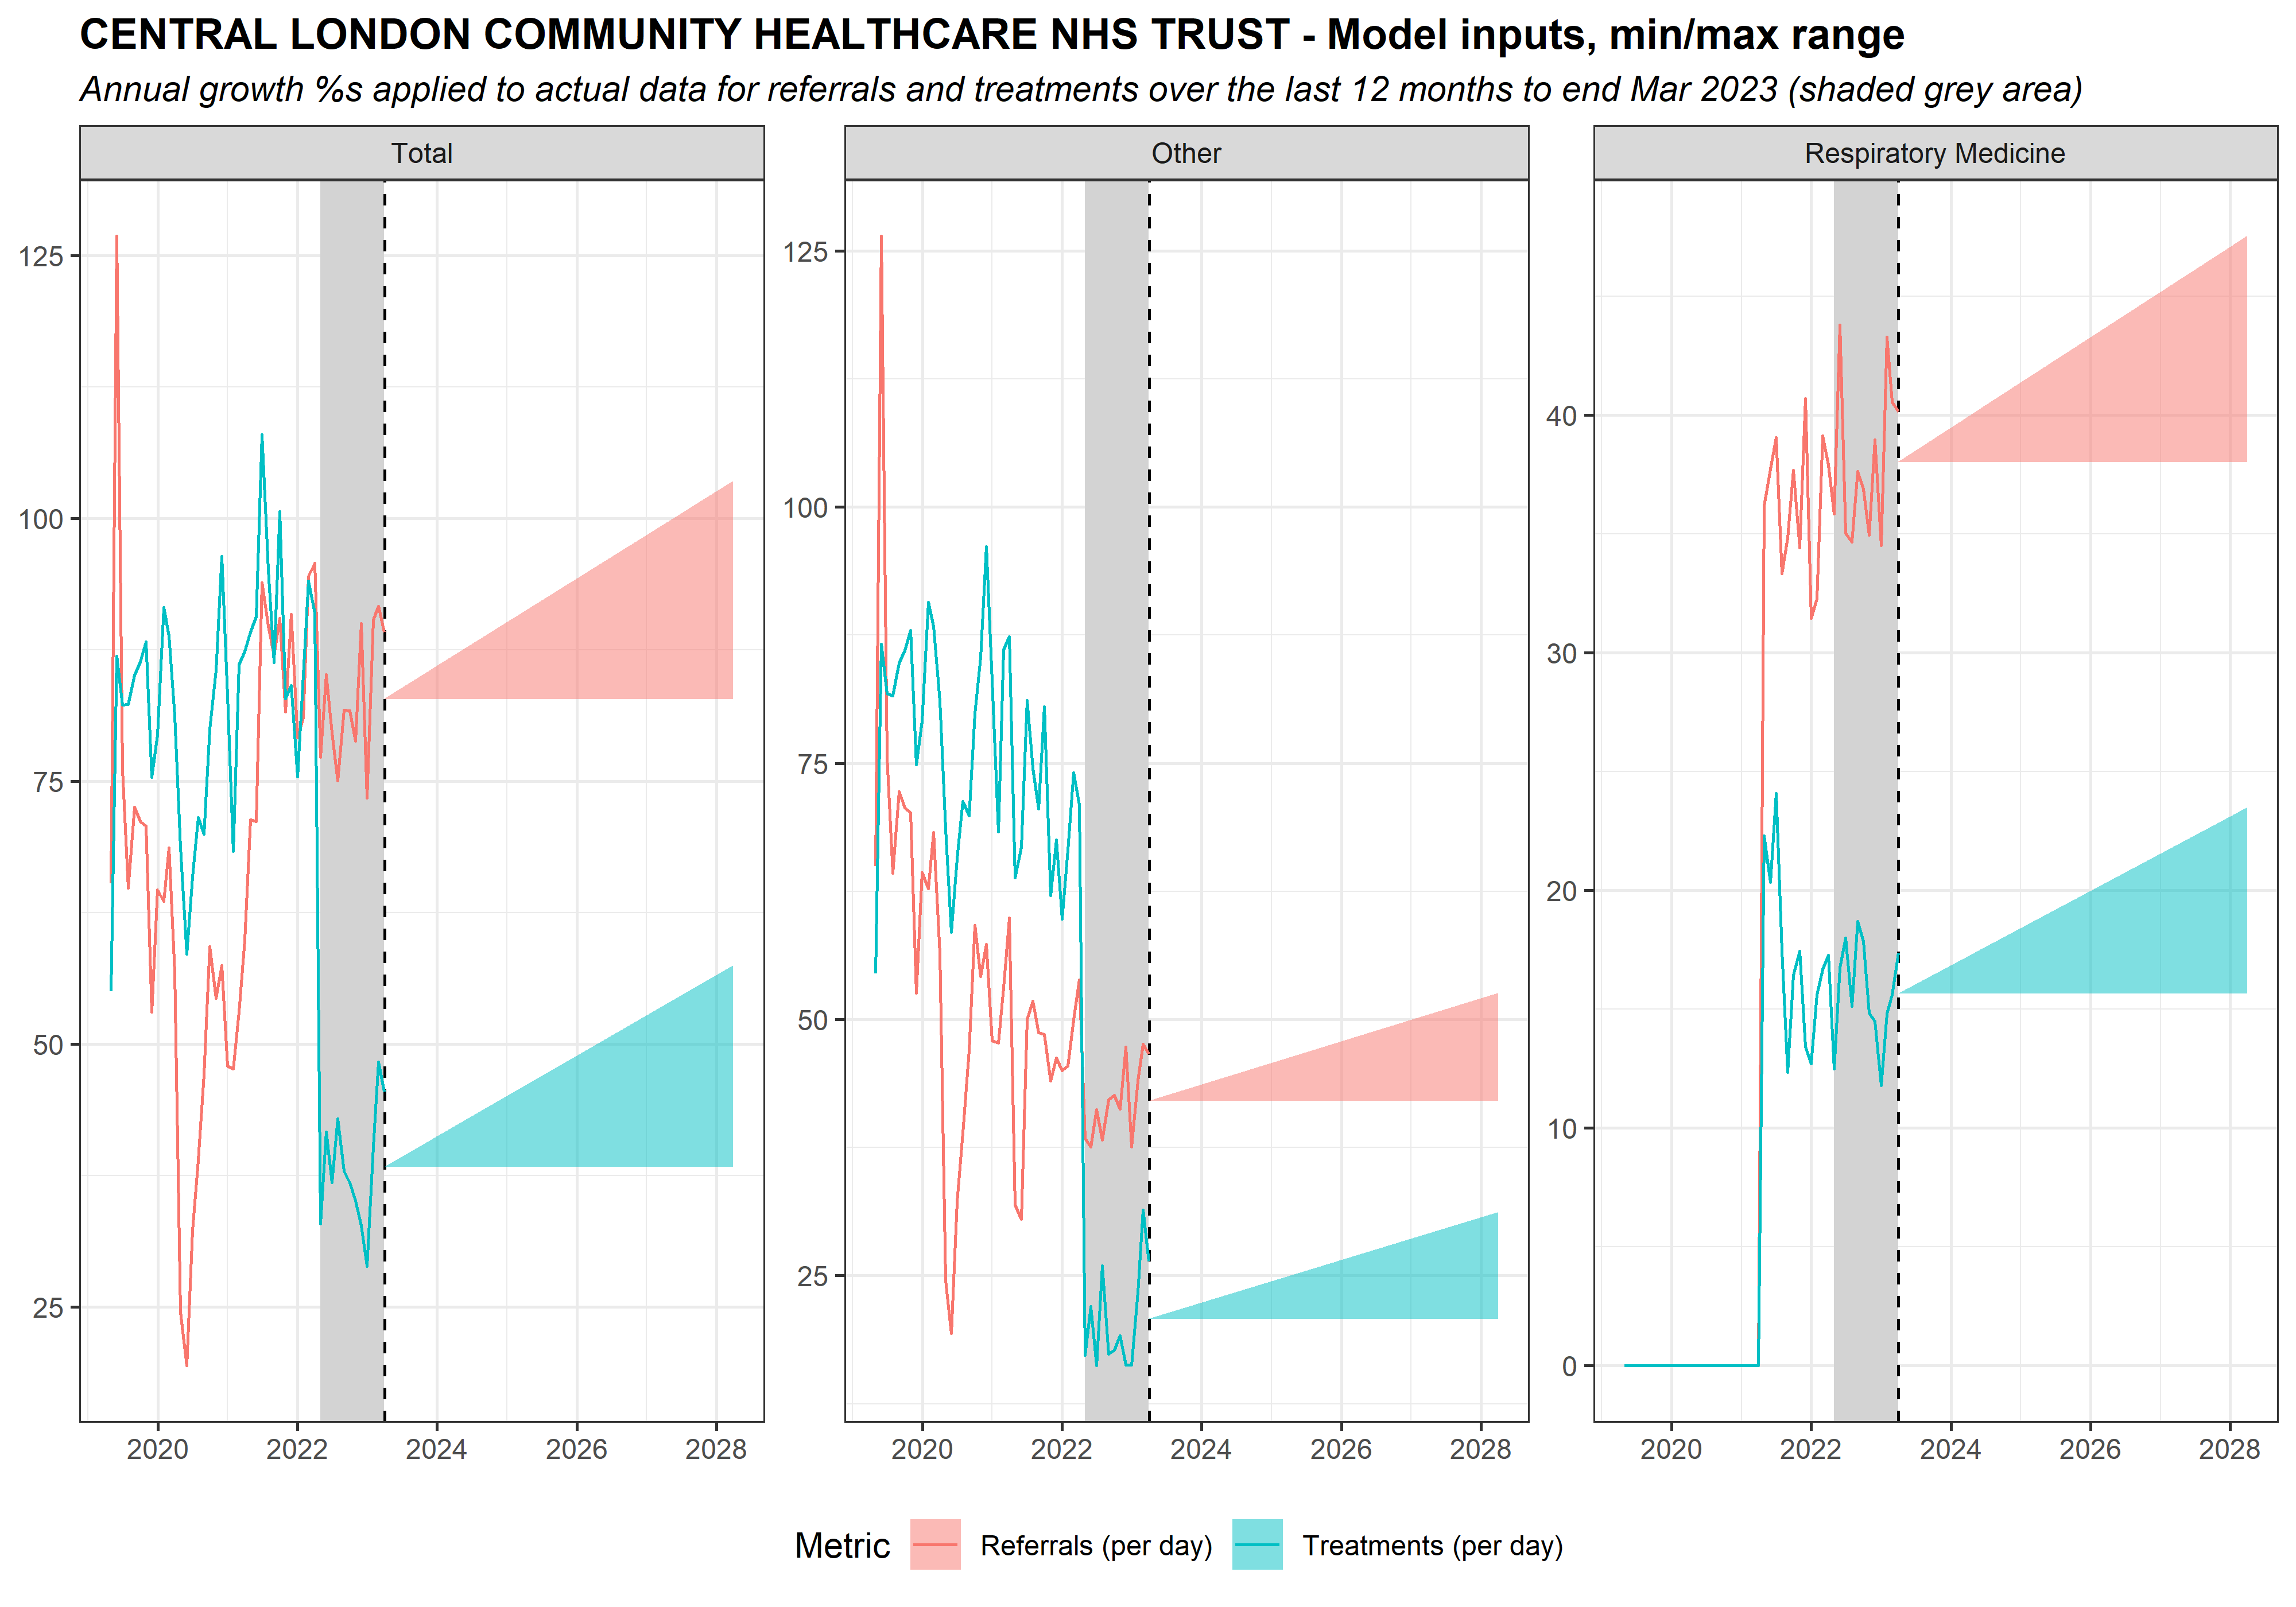 CENTRAL LONDON COMMUNITY HEALTHCARE NHS TRUST - Model inputs, min/max range
Annual growth %s applied to actual data for referrals and treatments over the last 12 months to end Mar 2023 (shaded grey area)
Total
Other
Respiratory Medicine
125
100
75
50
25
125
100
75
50
25
40
30
20
10
0
2020 2022 2024 2026 2028
2020 2022 2024 2026 2028
2020 2022 2024 2026 2028
Metric Referrals (per day) Treatments (per day)